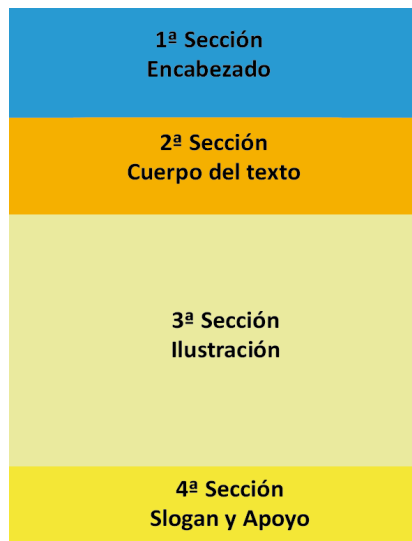 1ª Sección
Encabezado
2ª Sección
Cuerpo del texto
3ª Sección
Ilustración
4ª Sección
Slogan y Apoyo